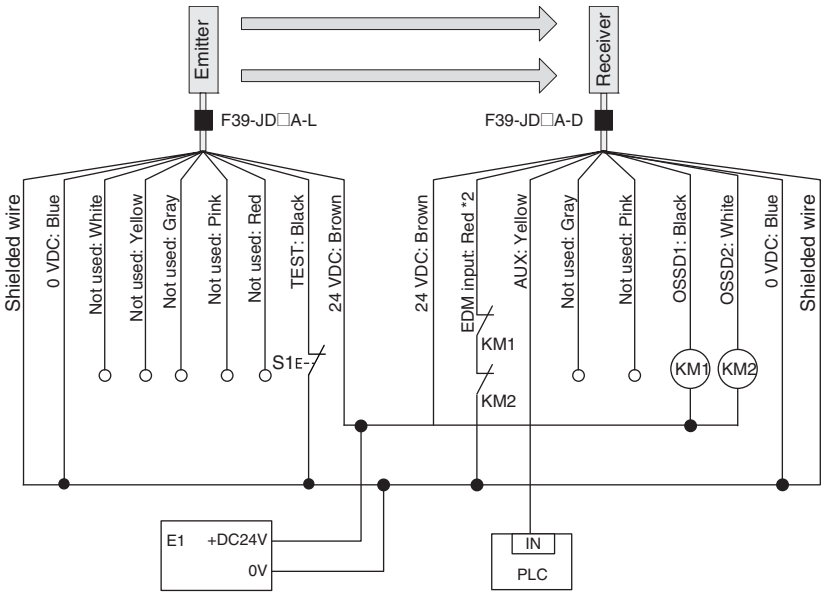 Emitter
Receiver
F39-JD□A-L
F39-JD□A-D
Shielded wire
0 VDC: Blue
Not used: White
Not used: Yellow
Not used: Gray
Not used: Pink
Not used: Red
TEST: Black
24 VDC: Brown
24 VDC: Brown
EDM input: Red *2
AUX: Yellow
Not used: Gray
Not used: Pink
OSSD1: Black
OSSD2: White
0 VDC: Blue
Shielded wire
S1
KM1
KM2
KM1
KM2
E1
+DC24V
0V
IN
PLC